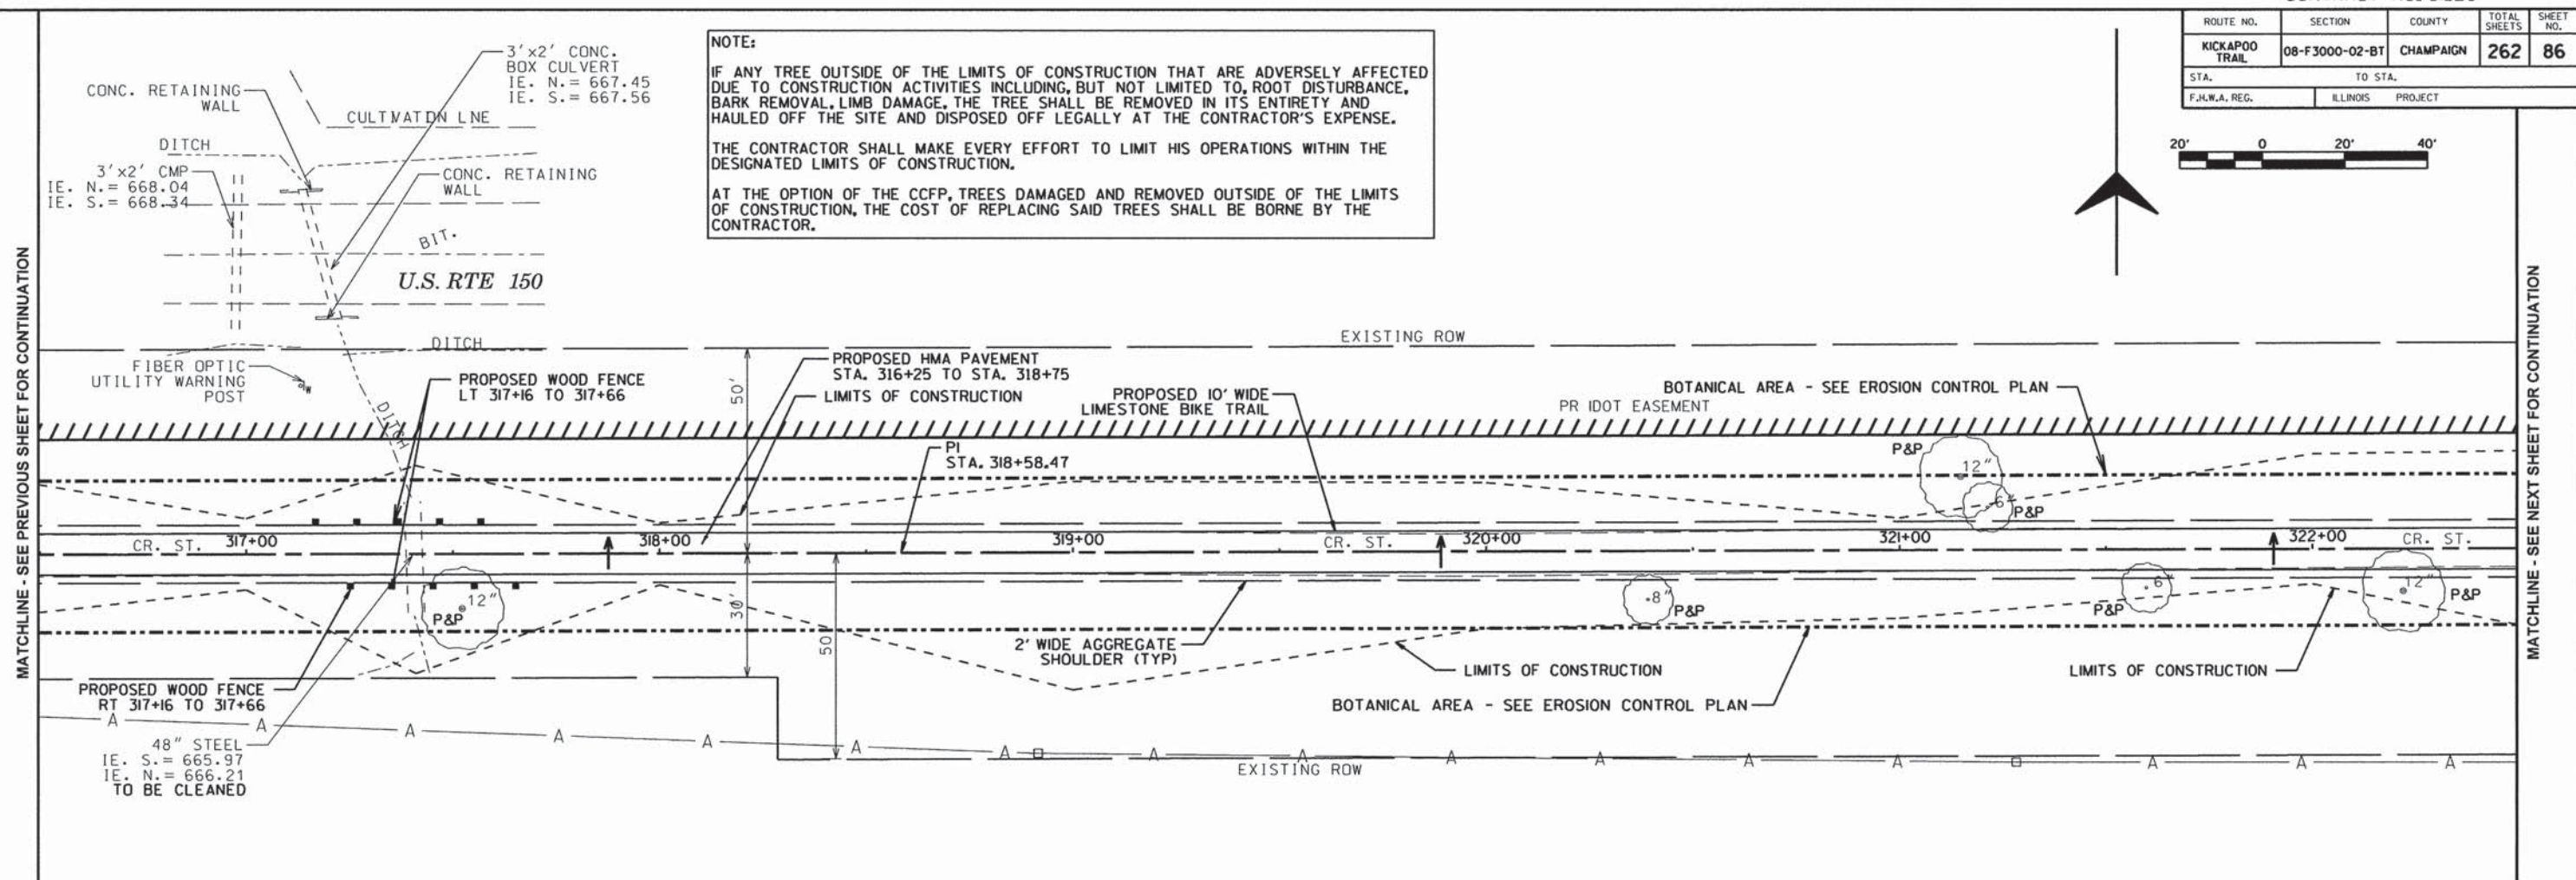 ROUTE NO. SECTION COUNTY TOTAL SHEETS SHEET NO.
KICKAPOO TRAIL 08-F3000-02-BT CHAMPAIGN 262 86
STA. TO STA.
F.H.W.A. REG. ILLINOIS PROJECT
20' 0 20' 40'
NOTE:
IF ANY TREE OUTSIDE OF THE LIMITS OF CONSTRUCTION THAT ARE ADVERSELY AFFECTED
DUE TO CONSTRUCTION ACTIVITIES INCLUDING, BUT NOT LIMITED TO, ROOT DISTURBANCE,
BARK REMOVAL, LIMB DAMAGE, THE TREE SHALL BE REMOVED IN ITS ENTIRETY AND
HAULED OFF THE SITE AND DISPOSED OFF LEGALLY AT THE CONTRACTOR'S EXPENSE.
THE CONTRACTOR SHALL MAKE EVERY EFFORT TO LIMIT HIS OPERATIONS WITHIN THE
DESIGNATED LIMITS OF CONSTRUCTION.
AT THE OPTION OF THE CCFP, TREES DAMAGED AND REMOVED OUTSIDE OF THE LIMITS
OF CONSTRUCTION, THE COST OF REPLACING SAID TREES SHALL BE BORNE BY THE
CONTRACTOR.
3'x2' CONC.
BOX CULVERT
IE. N.= 667.45
IE. S.= 667.56
CONC. RETAINING
WALL
CULTIVATION LINE
DITCH
3'x2' CMP
IE. N.= 668.04
IE. S.= 668.34
CONC. RETAINING
WALL
BIT.
U.S. RTE 150
DITCH
EXISTING ROW
FIBER OPTIC
UTILITY WARNING
POST
DITCH
PROPOSED WOOD FENCE
LT 317+16 TO 317+66
50'
PROPOSED HMA PAVEMENT
STA. 316+25 TO STA. 318+75
LIMITS OF CONSTRUCTION
PROPOSED 10' WIDE
LIMESTONE BIKE TRAIL
BOTANICAL AREA - SEE EROSION CONTROL PLAN
PR IDOT EASEMENT
PI
STA. 318+58.47
P&P
12"
6"
P&P
CR. ST.
317+00
318+00
319+00
CR. ST.
320+00
321+00
322+00
CR. ST.
12"
P&P
30'
50'
8"
P&P
6"
P&P
12"
P&P
2' WIDE AGGREGATE
SHOULDER (TYP)
LIMITS OF CONSTRUCTION
LIMITS OF CONSTRUCTION
BOTANICAL AREA - SEE EROSION CONTROL PLAN
PROPOSED WOOD FENCE
RT 317+16 TO 317+66
A A A A A A A A A A A A A A A A
EXISTING ROW
48" STEEL
IE. S.= 665.97
IE. N.= 666.21
TO BE CLEANED
MATCHLINE - SEE PREVIOUS SHEET FOR CONTINUATION
MATCHLINE - SEE NEXT SHEET FOR CONTINUATION